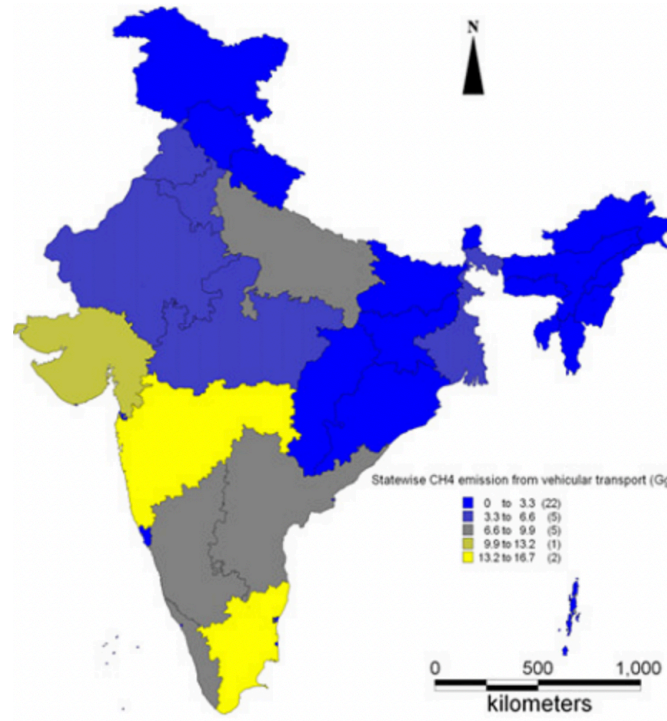 N
Statewise CH4 emission from vehicular transport (Gg
0 to 3.3 (22)
3.3 to 6.6 (5)
6.6 to 9.9 (5)
9.9 to 13.2 (1)
13.2 to 16.7 (2)
0 500 1,000
kilometers